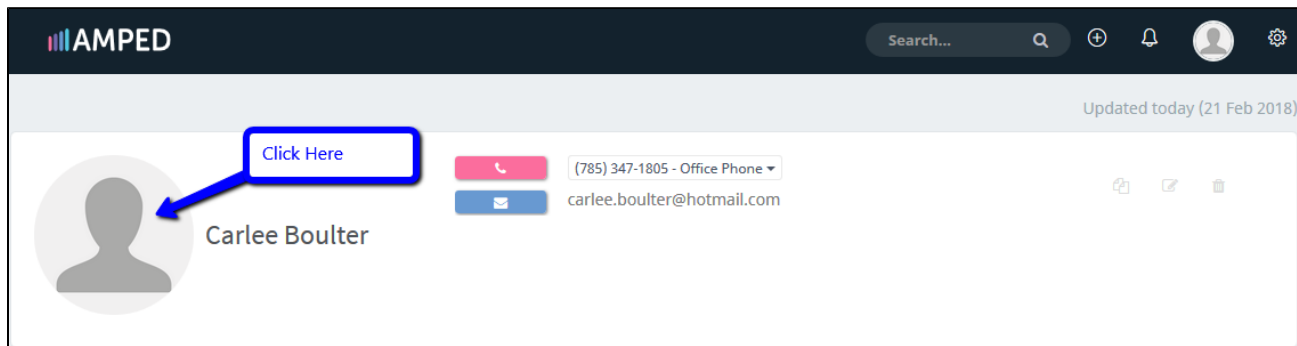 AMPED
Search...
Updated today (21 Feb 2018)
Click Here
(785) 347-1805 - Office Phone
carlee.boulter@hotmail.com
Carlee Boulter